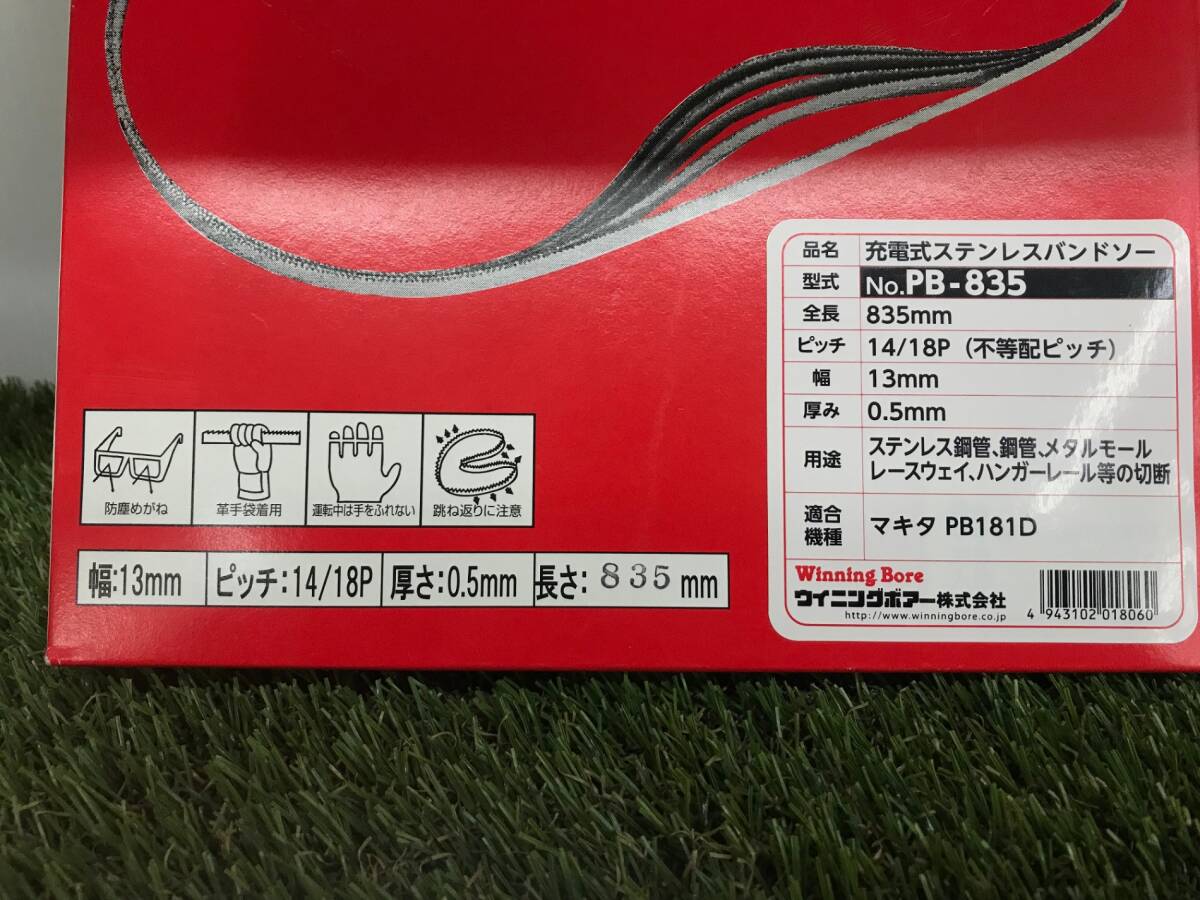 品名 充電式ステンレスバンドソー
型式 No.PB-835
全長 835mm
ピッチ 14/18P (不等配ピッチ)
幅 13mm
厚み 0.5mm
用途 ステンレス鋼管、鋼管、メタルモール
レースウェイ、ハンガーレール等の切断
適合
機種 マキタ PB181D
Winning Bore
ウイニングボアー株式会社
http://www.winningbore.co.jp
4 943102 018060
防塵めがね
革手袋着用
運転中は手をふれない
跳ね返りに注意
幅:13mm ピッチ:14/18P 厚さ:0.5mm 長さ: 835 mm